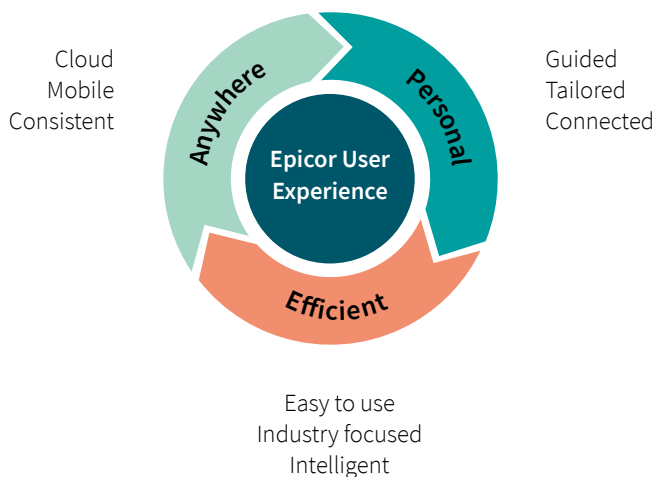 Cloud
Mobile
Consistent
Anywhere
Personal
Guided
Tailored
Connected
Epicor User
Experience
Efficient
Easy to use
Industry focused
Intelligent